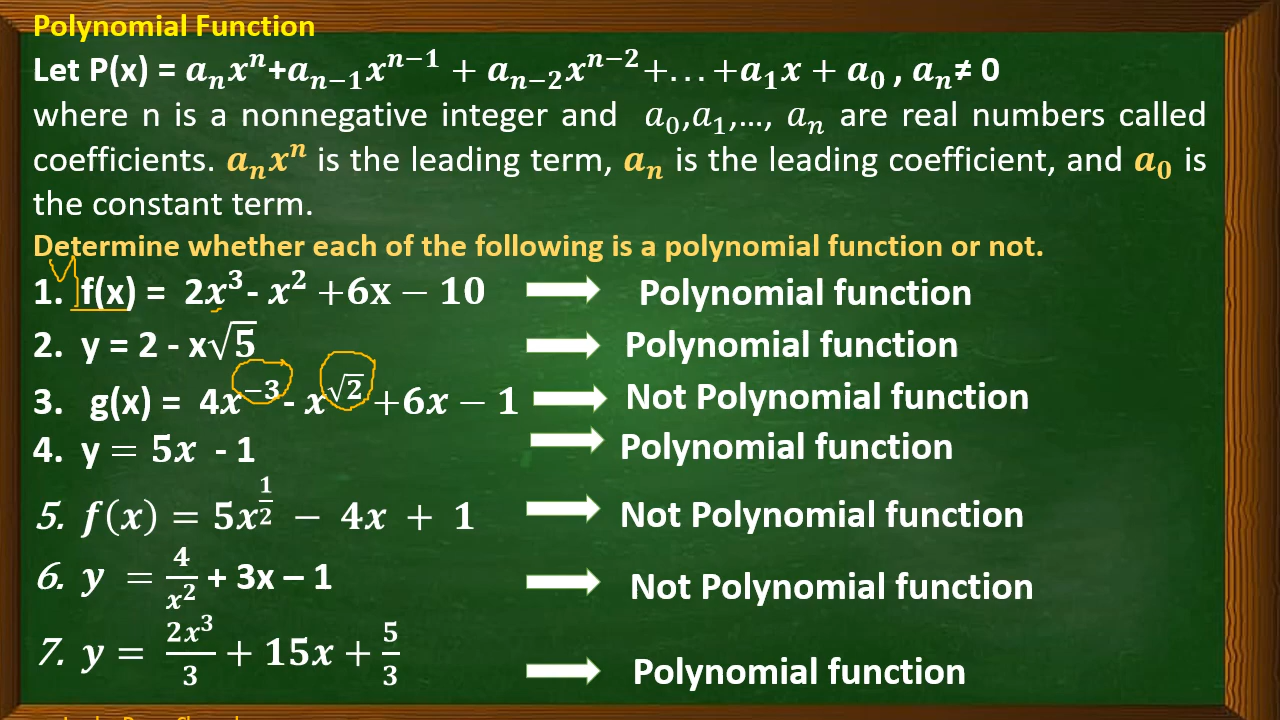 Polynomial Function
Let P(x) = aₙxⁿ+aₙ₋₁xⁿ⁻¹ + aₙ₋₂xⁿ⁻² +…+a₁x + a₀ , aₙ≠ 0
where n is a nonnegative integer and a₀,a₁,…, aₙ are real numbers called
coefficients. aₙxⁿ is the leading term, aₙ is the leading coefficient, and a₀ is
the constant term.
Determine whether each of the following is a polynomial function or not.
1. f(x) = 2x³- x² +6x − 10 Polynomial function
2. y = 2 - x√5 Polynomial function
3. g(x) = 4x⁻³- x^√2 +6x − 1 Not Polynomial function
4. y = 5x - 1 Polynomial function
5. f(x) = 5x^(1/2) − 4x + 1 Not Polynomial function
6. y = 4/x² + 3x – 1 Not Polynomial function
7. y = 2x³/3 + 15x + 5/3 Polynomial function